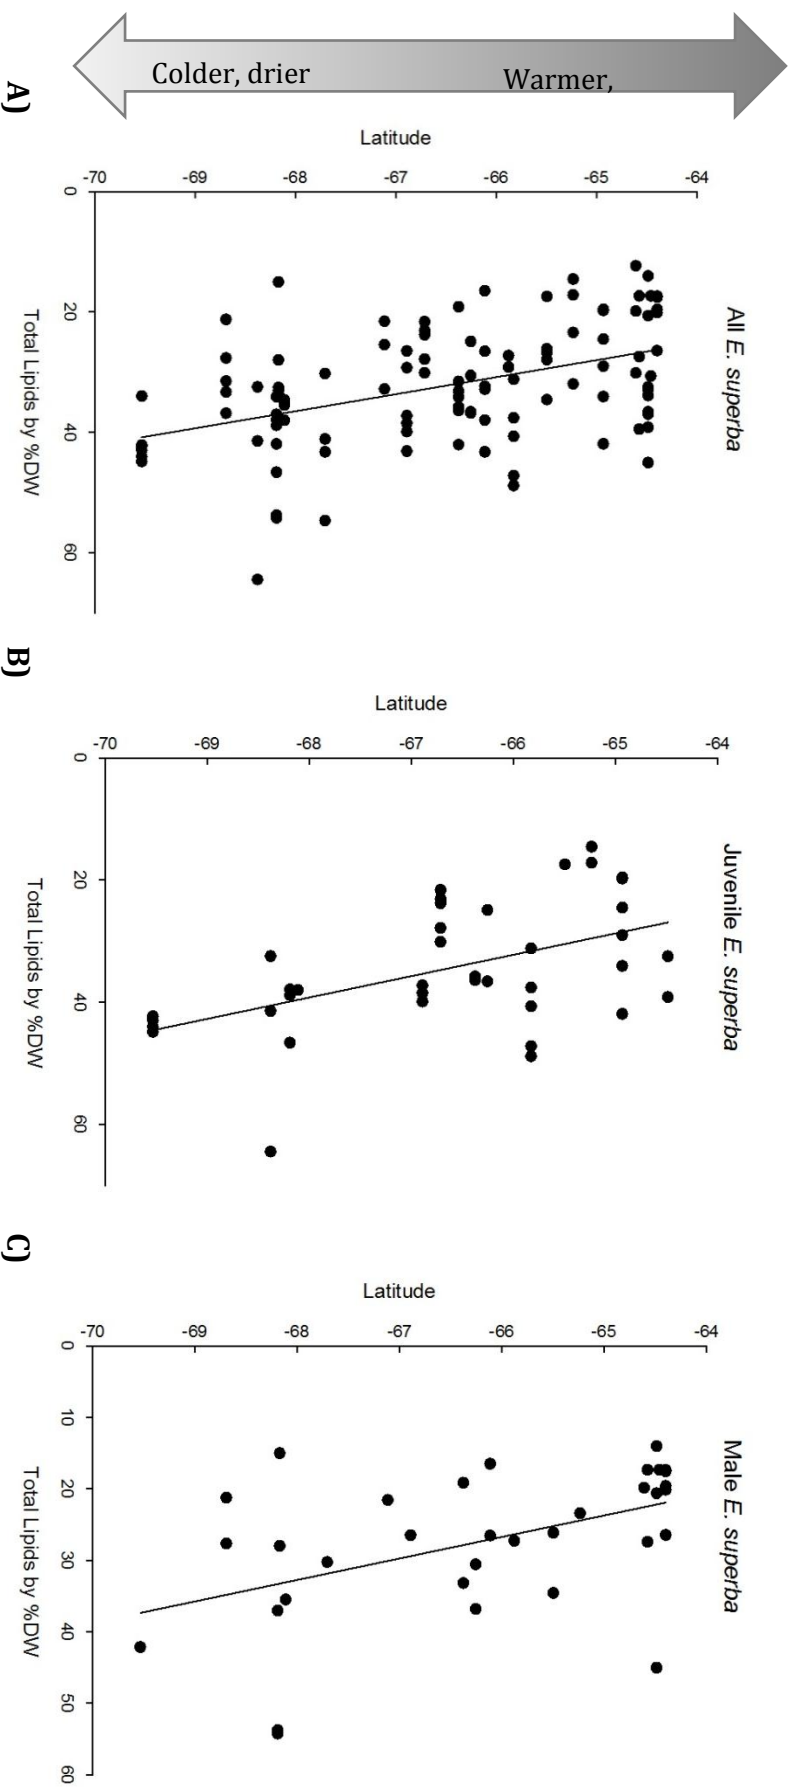 Colder, drier
Warmer,
A)
All E. superba
Latitude
-70 -69 -68 -67 -66 -65 -64
0
20
40
60
Total Lipids by %DW
B)
Juvenile E. superba
Latitude
-70 -69 -68 -67 -66 -65 -64
0
20
40
60
Total Lipids by %DW
C)
Male E. superba
Latitude
-70 -69 -68 -67 -66 -65 -64
0
10
20
30
40
50
60
Total Lipids by %DW